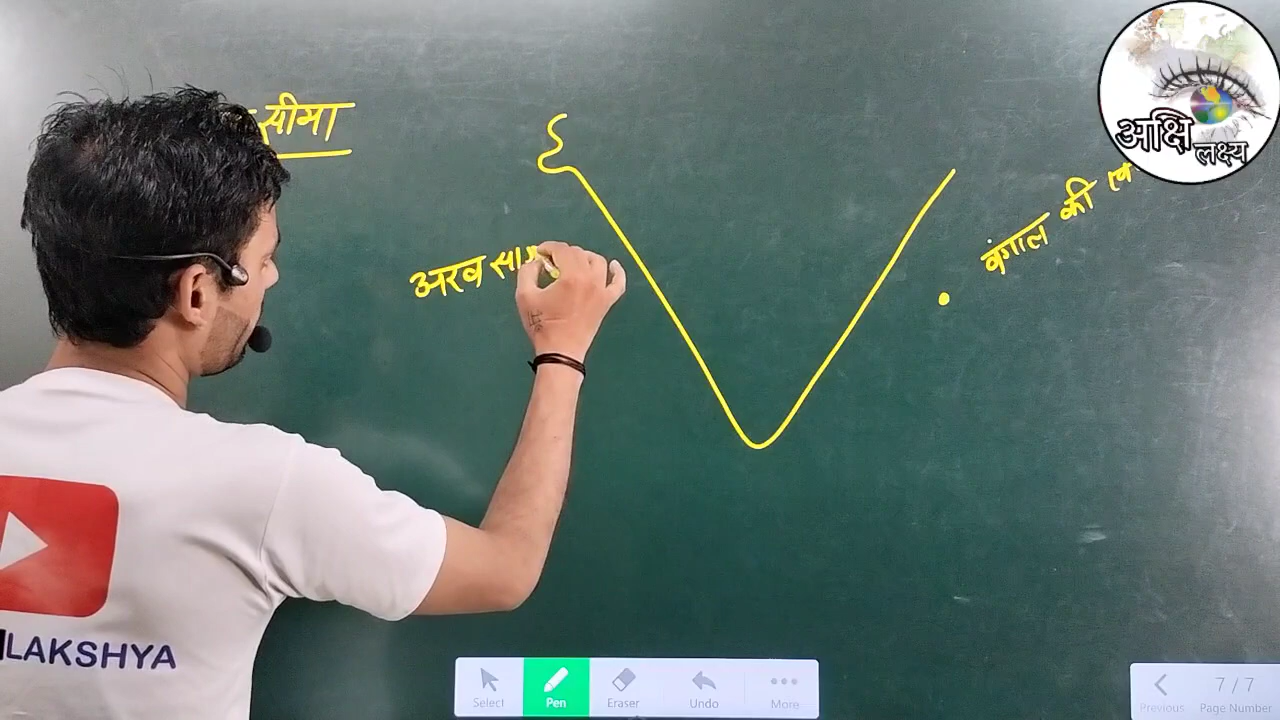 सीमा
अरब
बंगाल की
अक्षि
लक्ष्य
LAKSHYA
Select
Pen
Eraser
Undo
More
Previous
7 / 7
Page Number